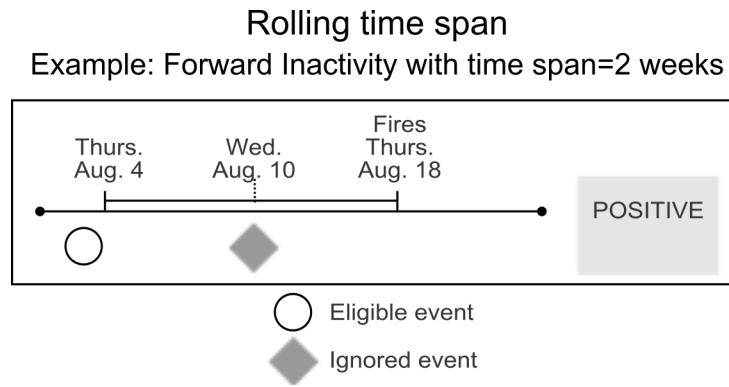 Rolling time span
Example: Forward Inactivity with time span=2 weeks
Thurs.
Aug. 4
Wed.
Aug. 10
Fires
Thurs.
Aug. 18
POSITIVE
Eligible event
Ignored event